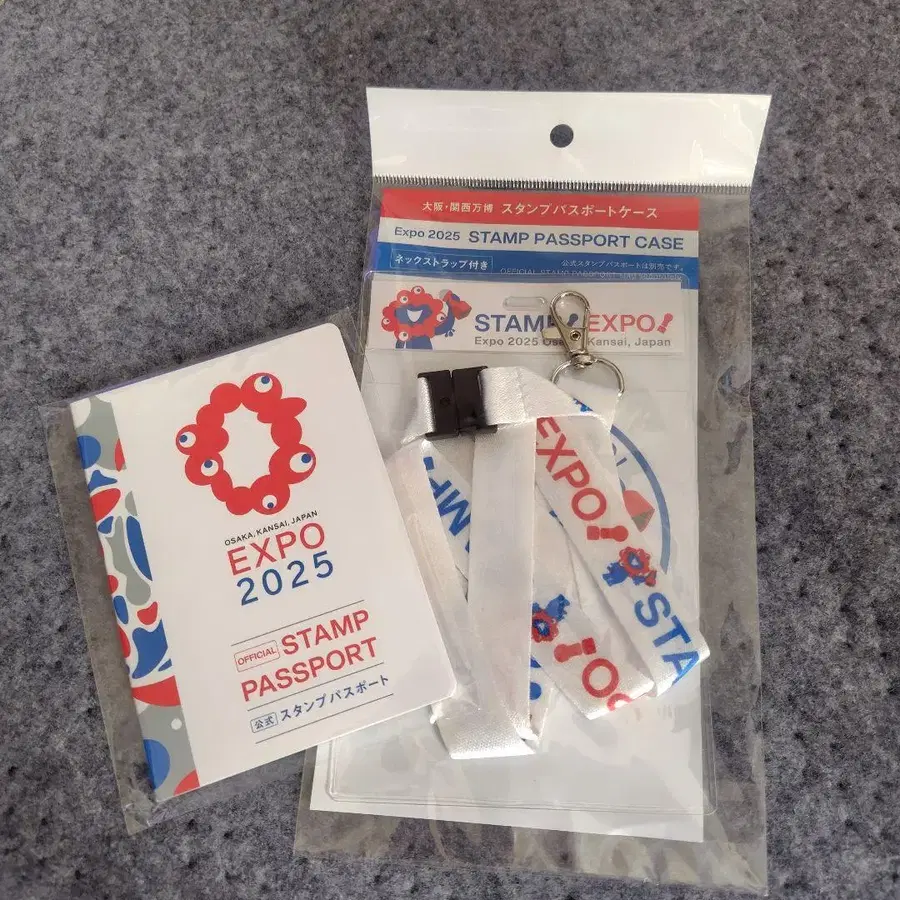 大阪・関西万博 スタンプパスポートケース
Expo 2025 STAMP PASSPORT CASE
ネックストラップ付き
公式スタンプパスポートは別売です。
OFFICIAL STAMP PASSPORT
STAMP EXPO!
Expo 2025 Osaka, Kansai, Japan
EXPO!
STA
OSAKA, KANSAI, JAPAN
EXPO
2025
OFFICIAL STAMP
PASSPORT
公式 スタンプパスポート